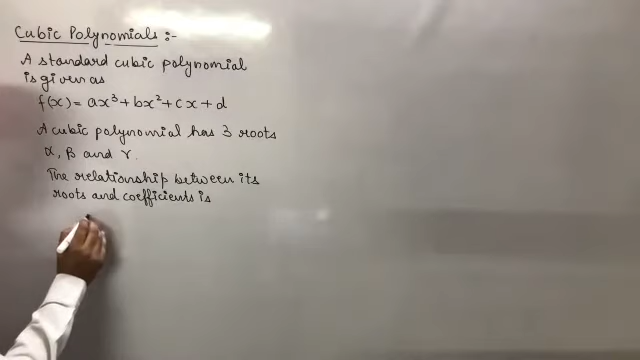 Cubic Polynomials :-
A standard cubic polynomial
is given as
f(x) = ax³ + bx² + cx + d
A cubic polynomial has 3 roots
α, β and γ.
The relationship between its
roots and coefficients is